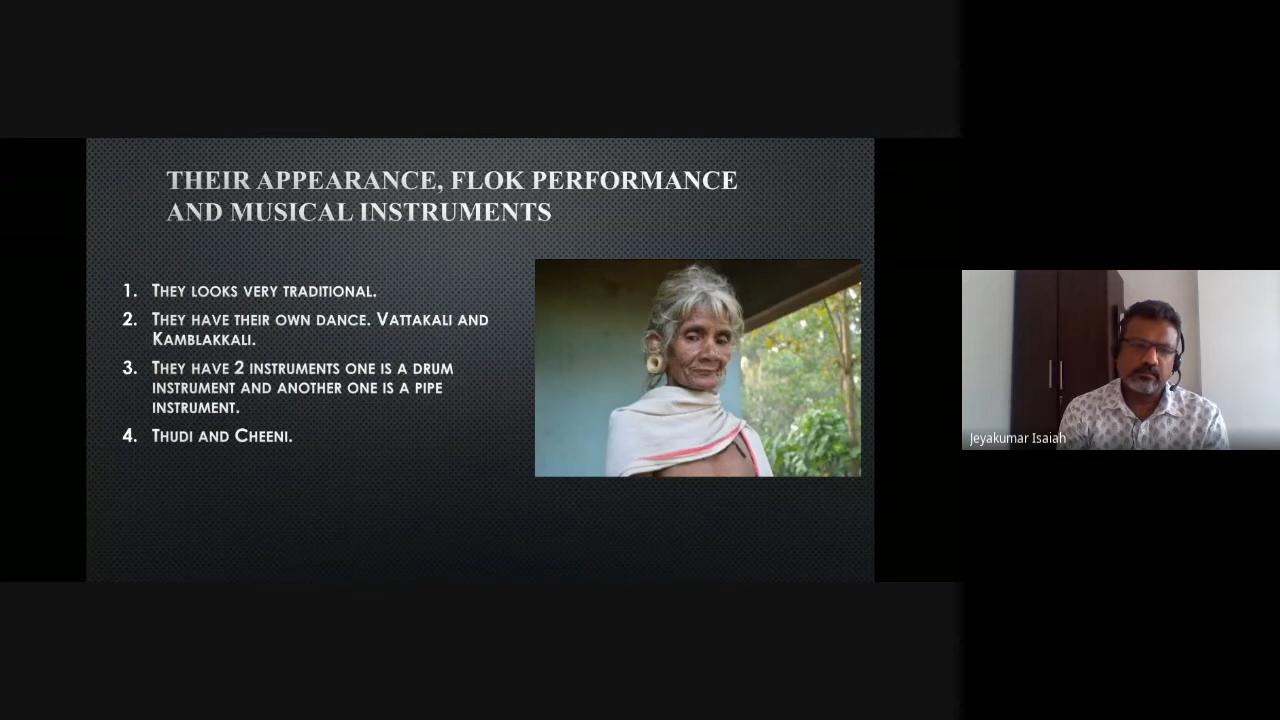 THEIR APPEARANCE, FLOK PERFORMANCE
AND MUSICAL INSTRUMENTS
1. THEY LOOKS VERY TRADITIONAL.
2. THEY HAVE THEIR OWN DANCE. VATTAKALI AND
KAMBLAKKALI.
3. THEY HAVE 2 INSTRUMENTS ONE IS A DRUM
INSTRUMENT AND ANOTHER ONE IS A PIPE
INSTRUMENT.
4. THUDI AND CHEENI.
Jeyakumar Isaiah